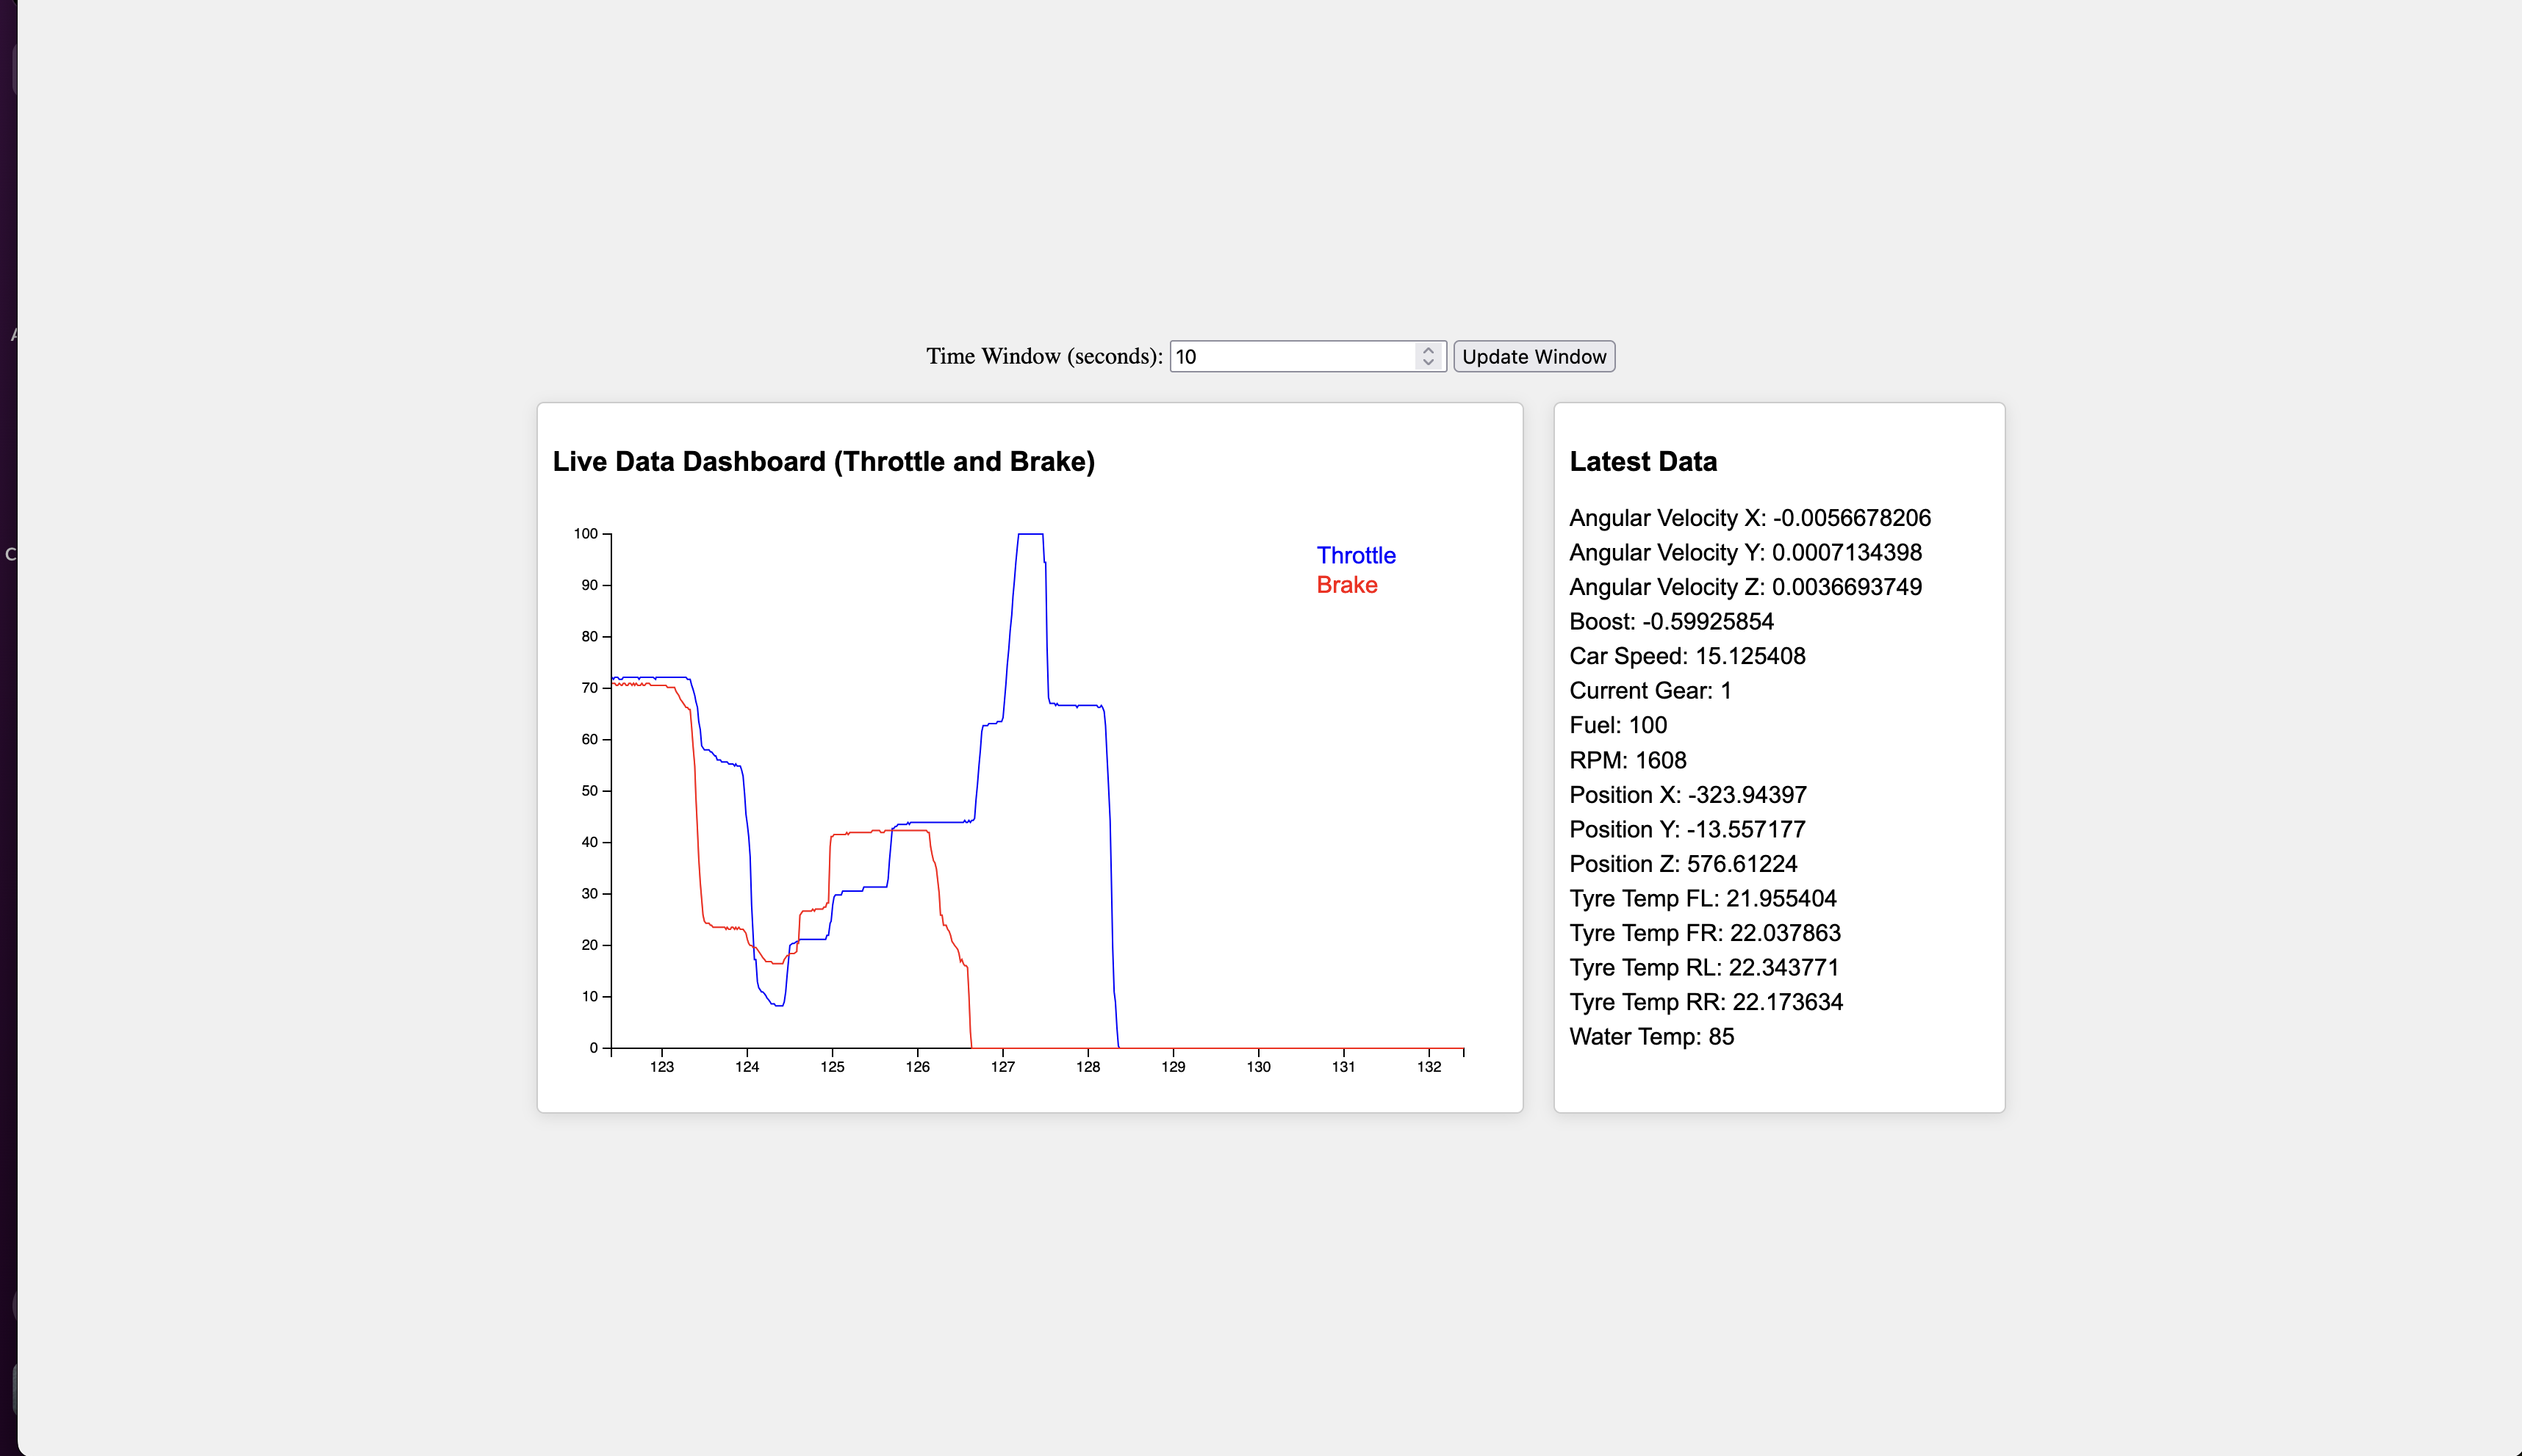 Time Window (seconds): 10 Update Window
Live Data Dashboard (Throttle and Brake)
100
90
80
70
60
50
40
30
20
10
0
123 124 125 126 127 128 129 130 131 132
Throttle
Brake
Latest Data
Angular Velocity X: -0.0056678206
Angular Velocity Y: 0.0007134398
Angular Velocity Z: 0.0036693749
Boost: -0.59925854
Car Speed: 15.125408
Current Gear: 1
Fuel: 100
RPM: 1608
Position X: -323.94397
Position Y: -13.557177
Position Z: 576.61224
Tyre Temp FL: 21.955404
Tyre Temp FR: 22.037863
Tyre Temp RL: 22.343771
Tyre Temp RR: 22.173634
Water Temp: 85